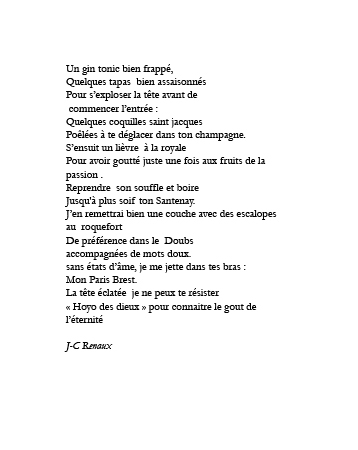 Un gin tonic bien frappé,
Quelques tapas  bien assaisonnés
Pour s'exploser la tête avant de
 commencer l'entrée :
Quelques coquilles saint jacques
Poêlées à te déglacer dans ton champagne.
S'ensuit un lièvre  à la royale
Pour avoir goutté juste une fois aux fruits de la
passion .
Reprendre  son souffle et boire
Jusqu'à plus soif  ton Santenay.
J'en remettrai bien une couche avec des escalopes
au  roquefort
De préférence dans le  Doubs
accompagnées de mots doux.
sans états d'âme, je me jette dans tes bras :
Mon Paris Brest.
La tête éclatée  je ne peux te résister
« Hoyo des dieux » pour connaitre le gout de
l'éternité
J-C Renaux